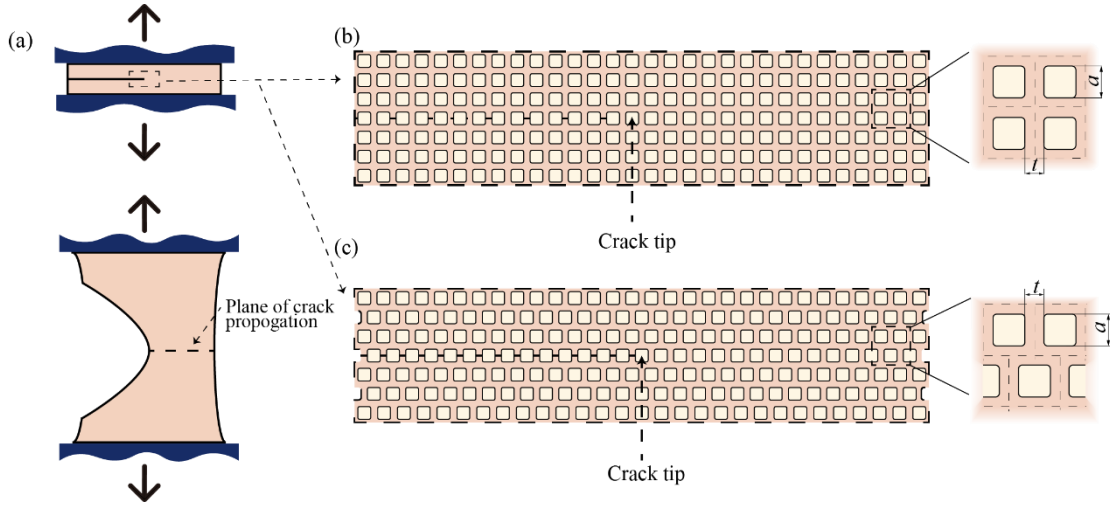 (a)
Plane of crack
propogation
(b)
a
t
Crack tip
(c)
t
a
Crack tip